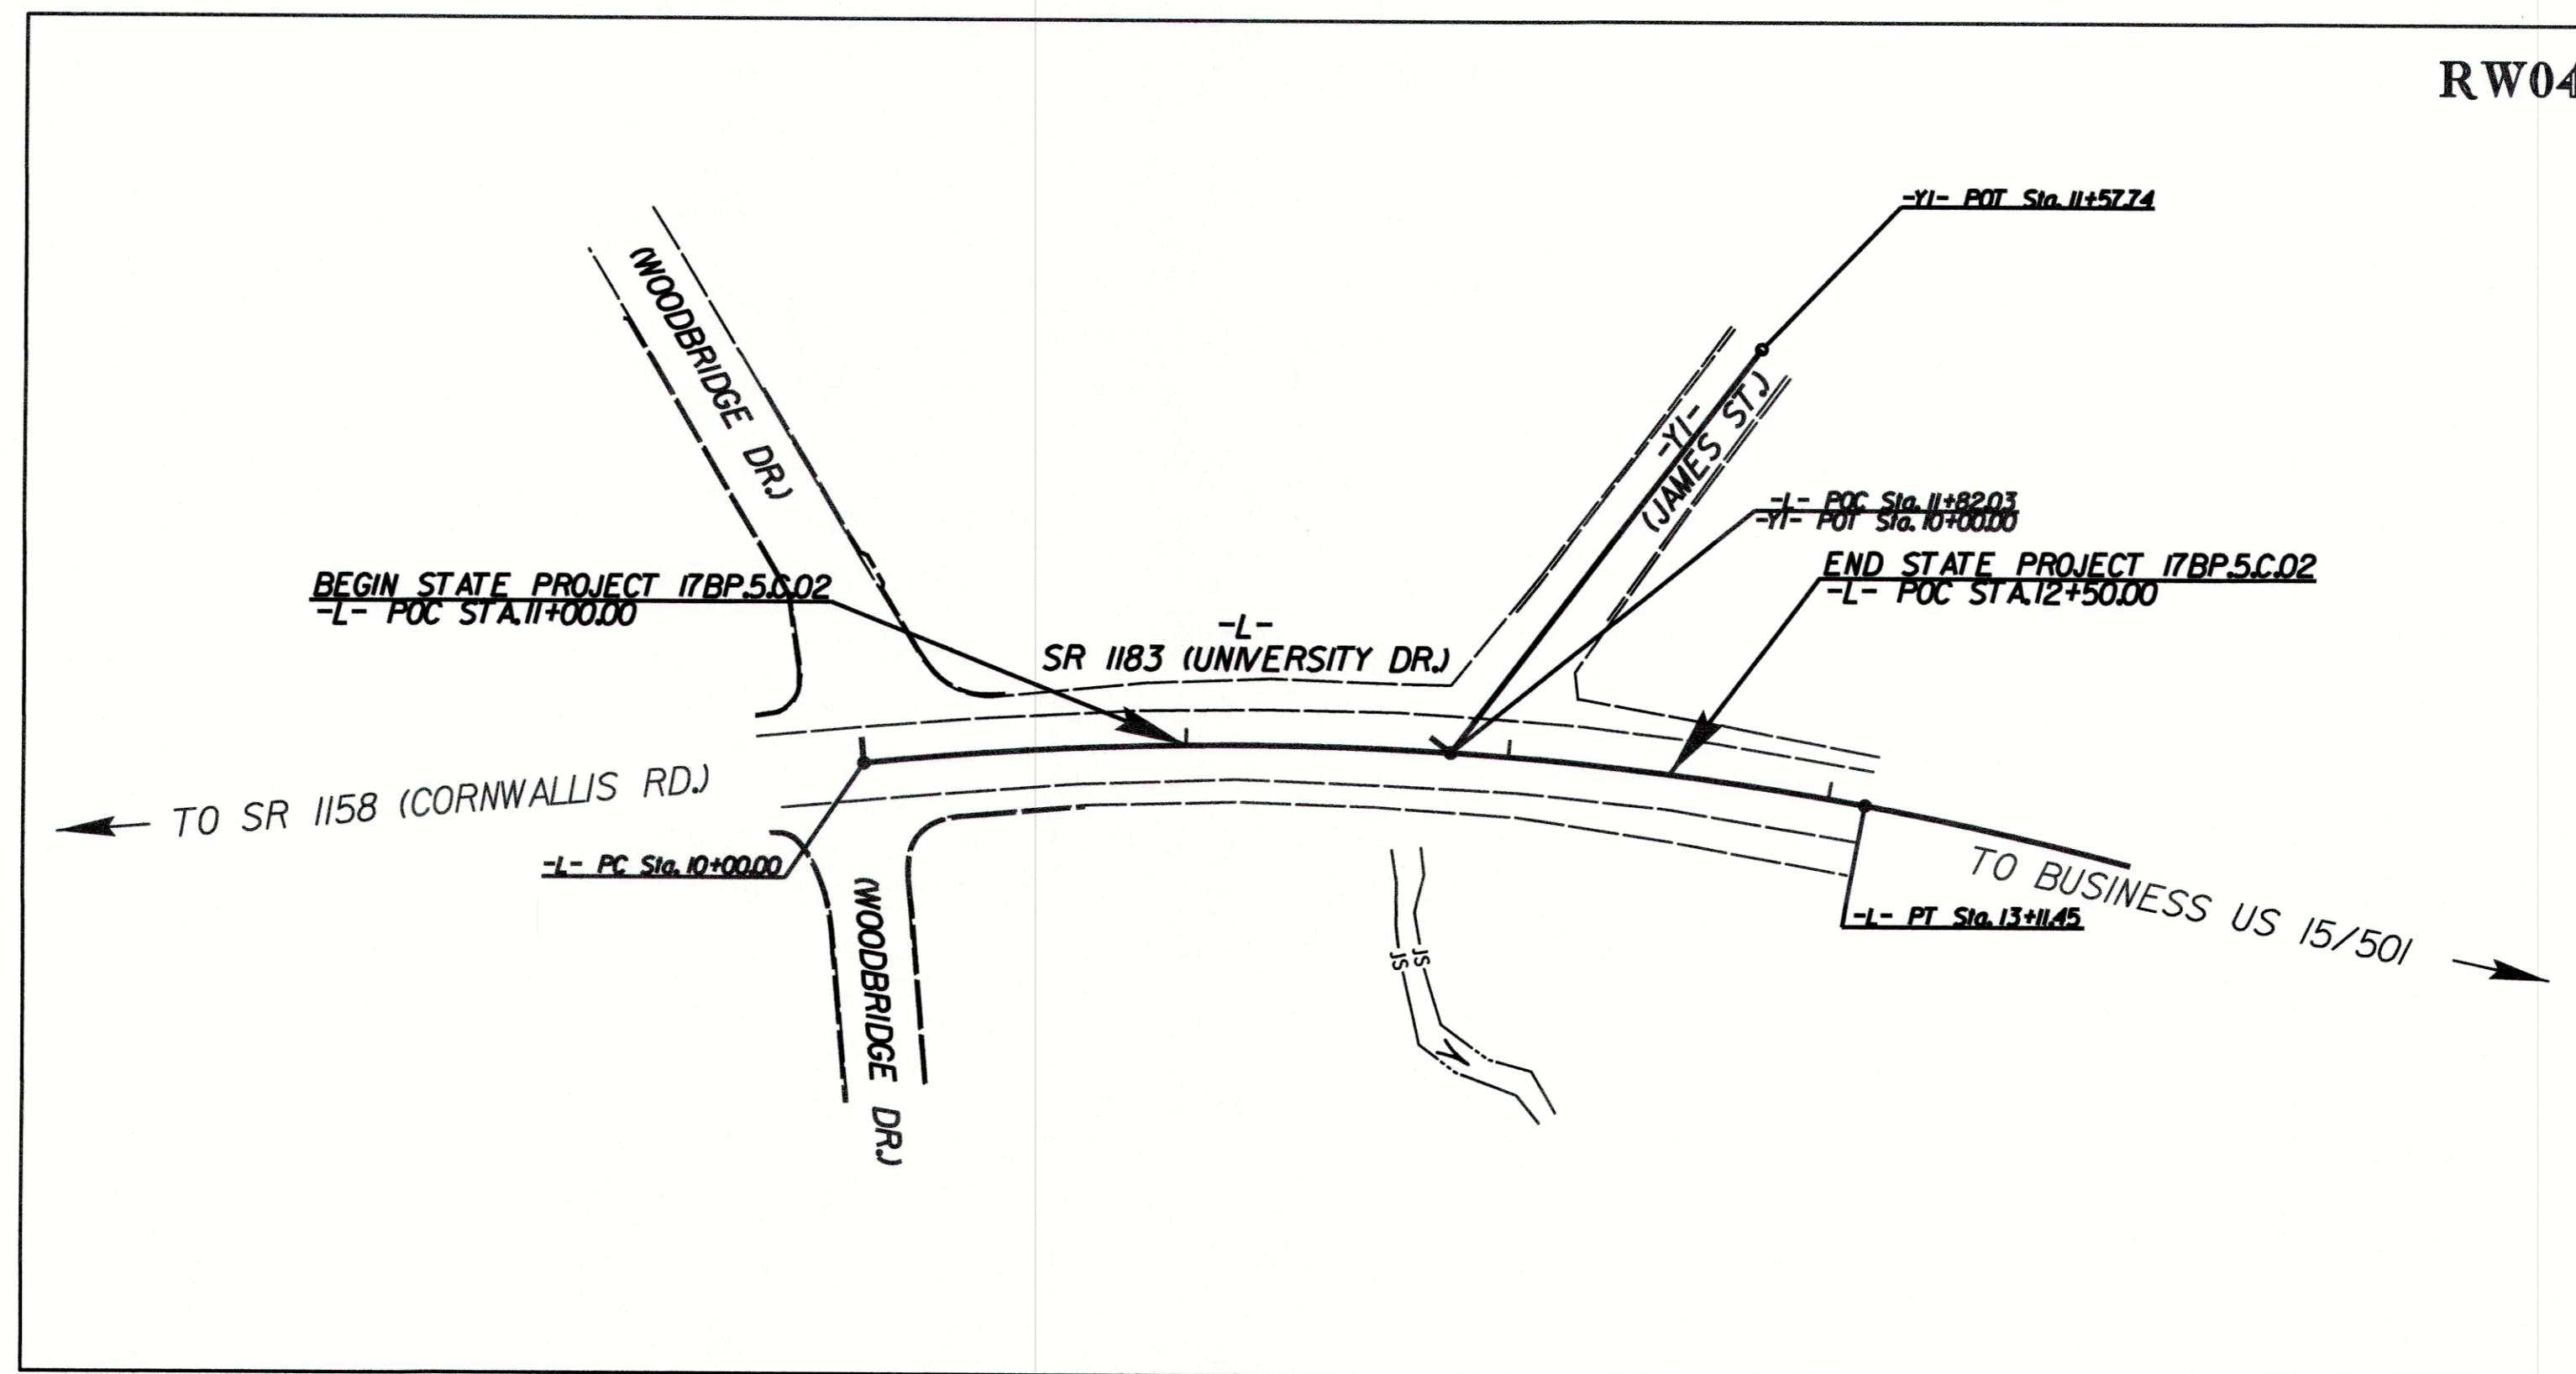 RW04
-Y1- POT Sta. 11+57.74
(WOODBRIDGE DR.)
-Y1-
(JAMES ST.)
-L- POC Sta. 11+82.03
-Y1- POT Sta. 10+00.00
BEGIN STATE PROJECT 17BP.5.C.02
-L- POC STA. 11+00.00
END STATE PROJECT 17BP.5.C.02
-L- POC STA. 12+50.00
-L-
SR 1183 (UNIVERSITY DR.)
TO SR 1158 (CORNWALLIS RD.)
-L- PC Sta. 10+00.00
(WOODBRIDGE DR.)
TO BUSINESS US 15/501
-L- PT Sta. 13+11.45
JS
JS